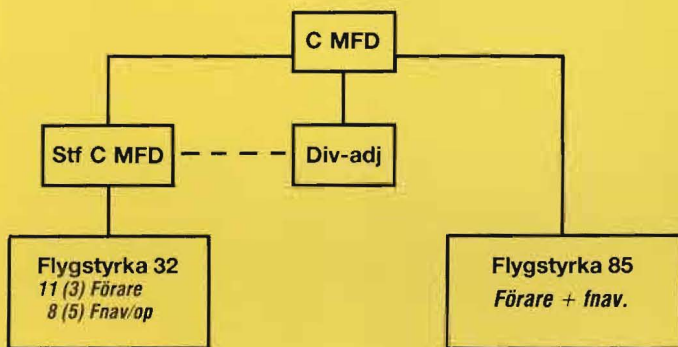 C MFD
Stf C MFD
Div-adj
Flygstyrka 32
11 (3) Förare
8 (5) Fnav/op
Flygstyrka 85
Förare + fnav.